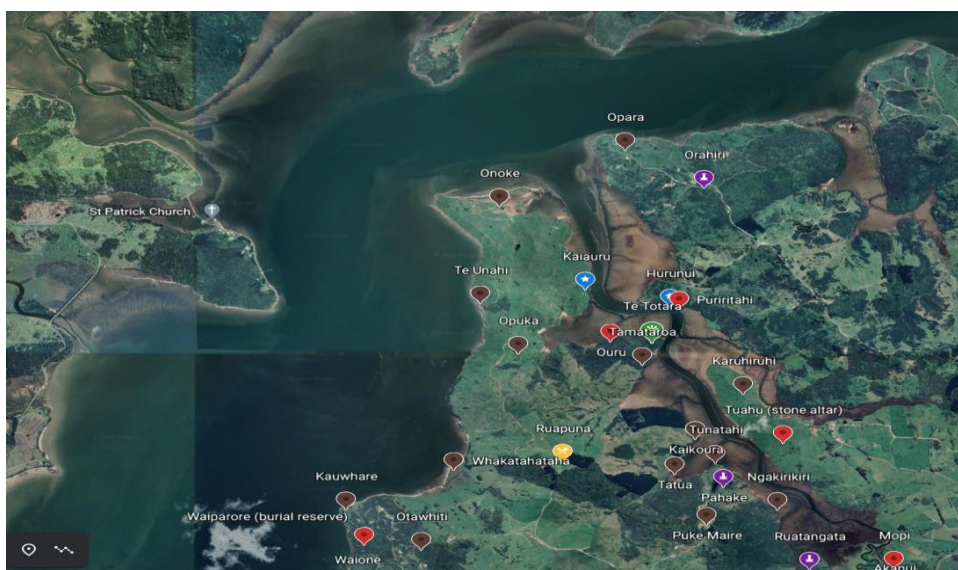 Opara
Orahiri
Onoke
St Patrick Church
Kaiauru
Te Unahi
Hurunui
Puriritahi
Te Totara
Opuka
Tamataroa
Ouru
Karuhiruhi
Tuahu (stone altar)
Ruapuna
Tunatahi
Kaikoura
Whakatahataha
Kauwhare
Tatua
Ngakirikiri
Pahake
Waiparore (burial reserve)
Otawhiti
Puke Maire
Ruatangata
Mopi
Waione
Akanui